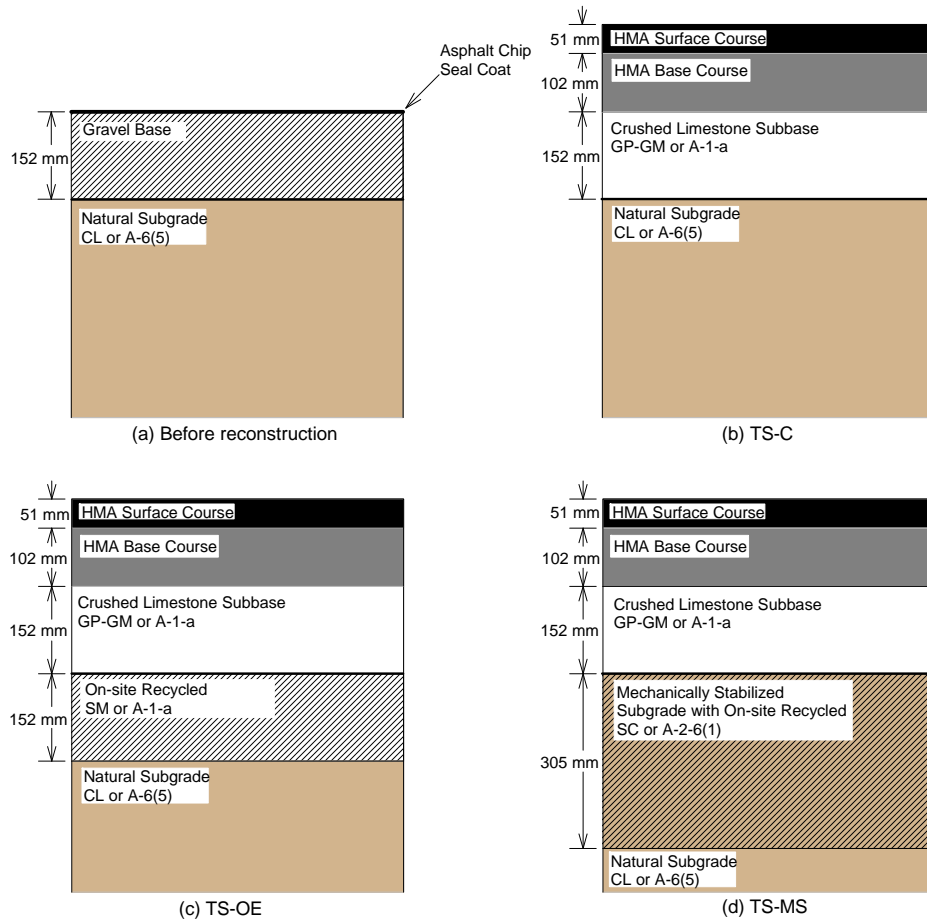 Asphalt Chip
Seal Coat
Gravel Base
152 mm
Natural Subgrade
CL or A-6(5)
(a) Before reconstruction
51 mm
HMA Surface Course
102 mm
HMA Base Course
Crushed Limestone Subbase
GP-GM or A-1-a
152 mm
Natural Subgrade
CL or A-6(5)
(b) TS-C
51 mm
HMA Surface Course
102 mm
HMA Base Course
Crushed Limestone Subbase
GP-GM or A-1-a
152 mm
On-site Recycled
SM or A-1-a
152 mm
Natural Subgrade
CL or A-6(5)
(c) TS-OE
51 mm
HMA Surface Course
102 mm
HMA Base Course
Crushed Limestone Subbase
GP-GM or A-1-a
152 mm
Mechanically Stabilized
Subgrade with On-site Recycled
SC or A-2-6(1)
305 mm
Natural Subgrade
CL or A-6(5)
(d) TS-MS